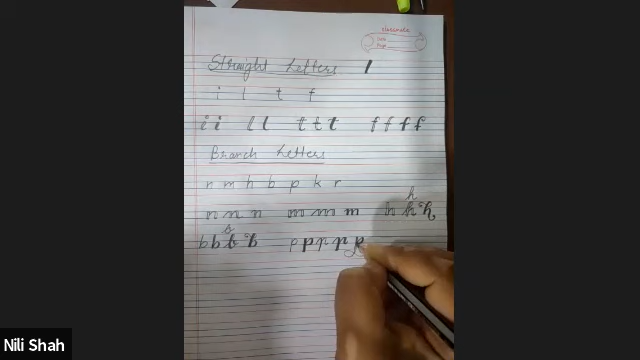 Straight Letters
i l t f
i i l l t t t f f f f
Branch Letters
n m h b p k r
n n n m m m m h h h
p p p p
Nili Shah